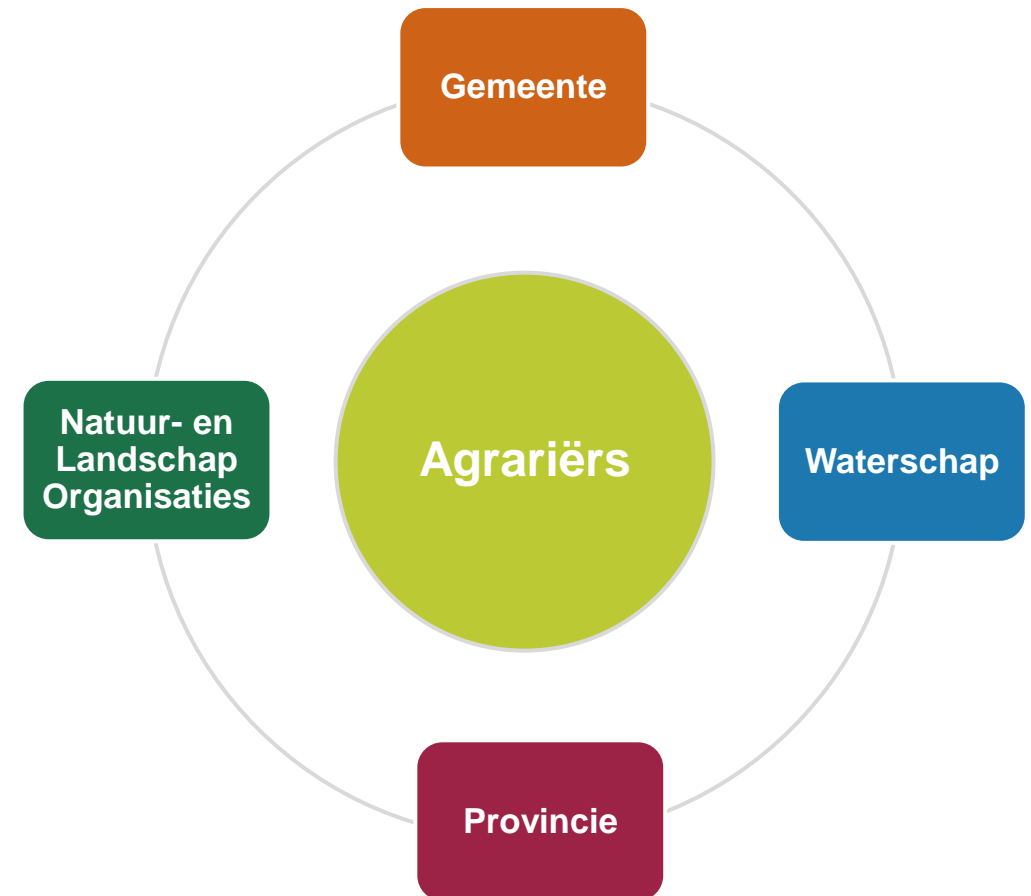 Gemeente
Natuur- en
Landschap
Organisaties
Agrariërs
Waterschap
Provincie